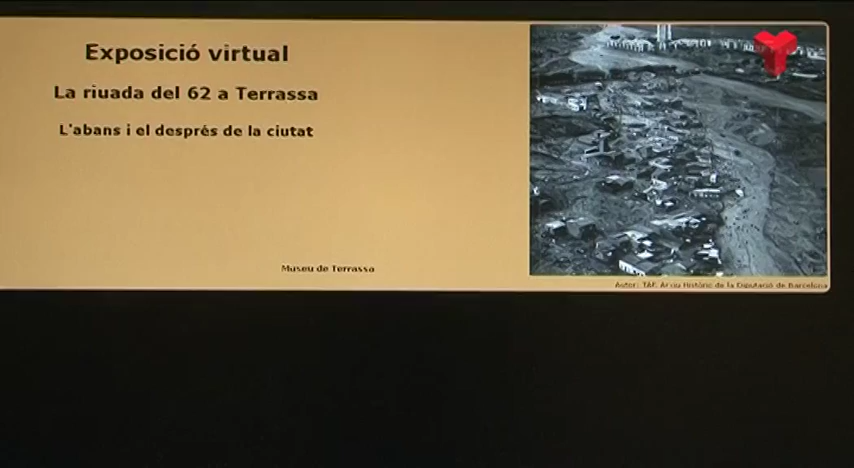 Exposició virtual
La riuada del 62 a Terrassa
L'abans i el després de la ciutat
Museu de Terrassa
Autor: TAF. Arxiu Històric de la Diputació de Barcelona